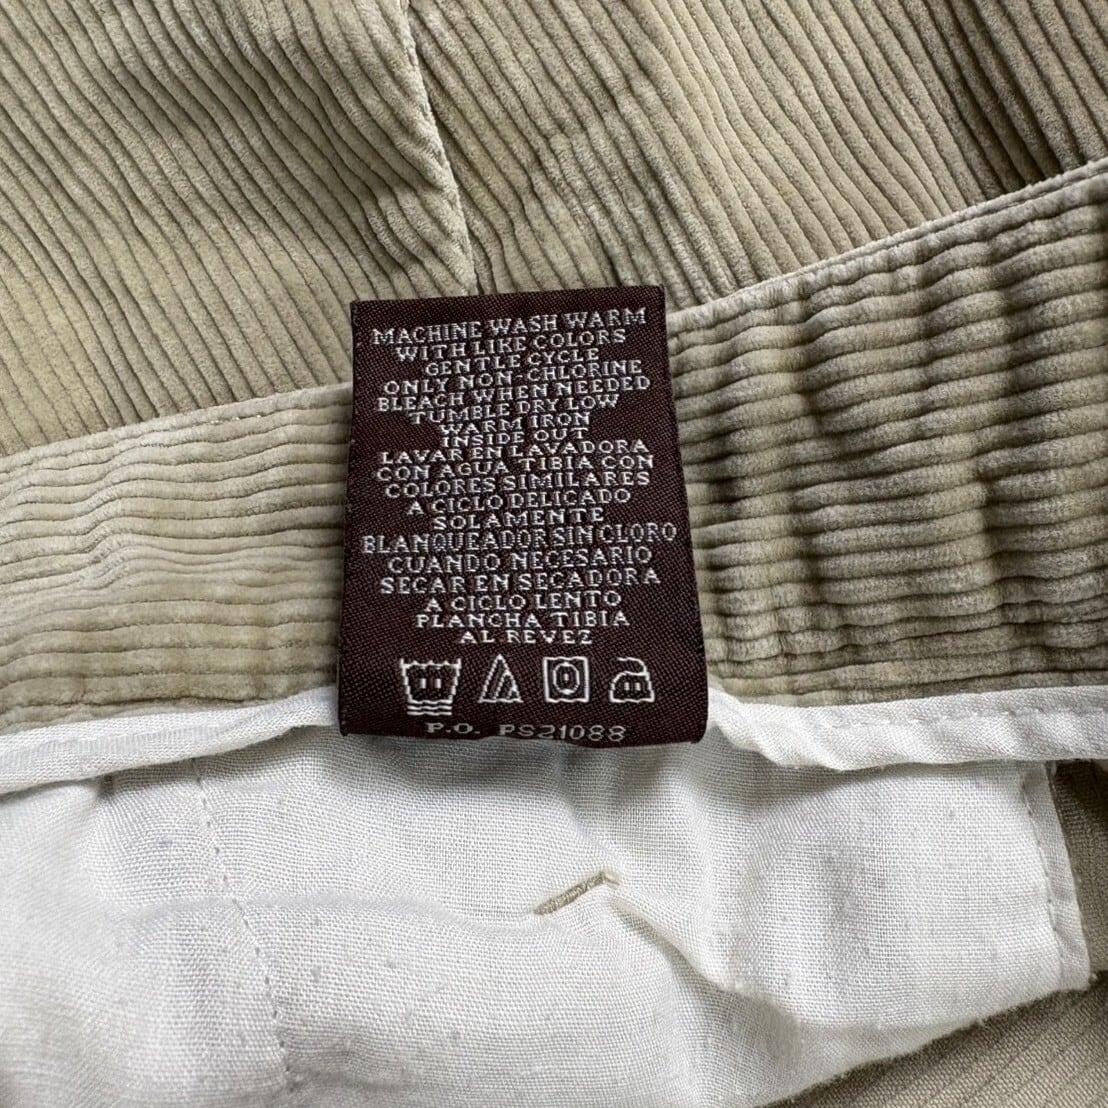 MACHINE WASH WARM
WITH LIKE COLORS
GENTLE CYCLE
ONLY NON-CHLORINE
BLEACH WHEN NEEDED
TUMBLE DRY LOW
WARM IRON
INSIDE OUT
LAVAR EN LAVADORA
CON AGUA TIBIA CON
COLORES SIMILARES
A CICLO DELICADO
SOLAMENTE
BLANQUEADOR SIN CLORO
CUANDO NECESARIO
SECAR EN SECADORA
A CICLO LENTO
PLANCHA TIBIA
AL REVEZ
P.O. PS21088